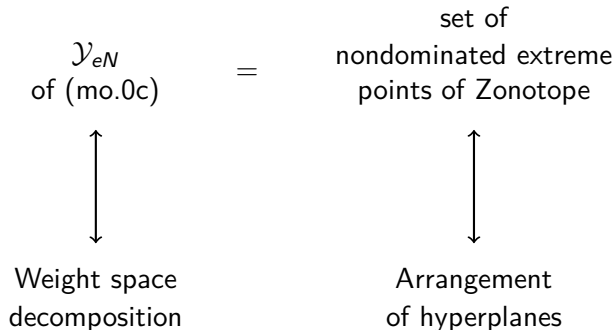 𝒴eN
of (mo.0c)
=
set of
nondominated extreme
points of Zonotope
Weight space
decomposition
Arrangement
of hyperplanes